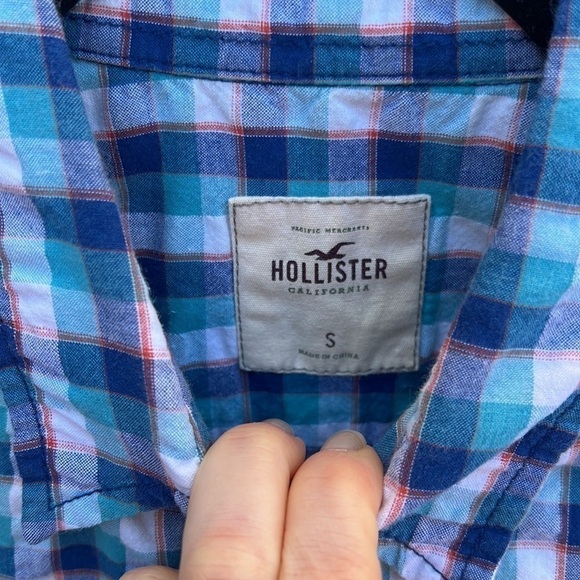 PACIFIC MERCHANTS
HOLLISTER
CALIFORNIA
S
MADE IN CHINA